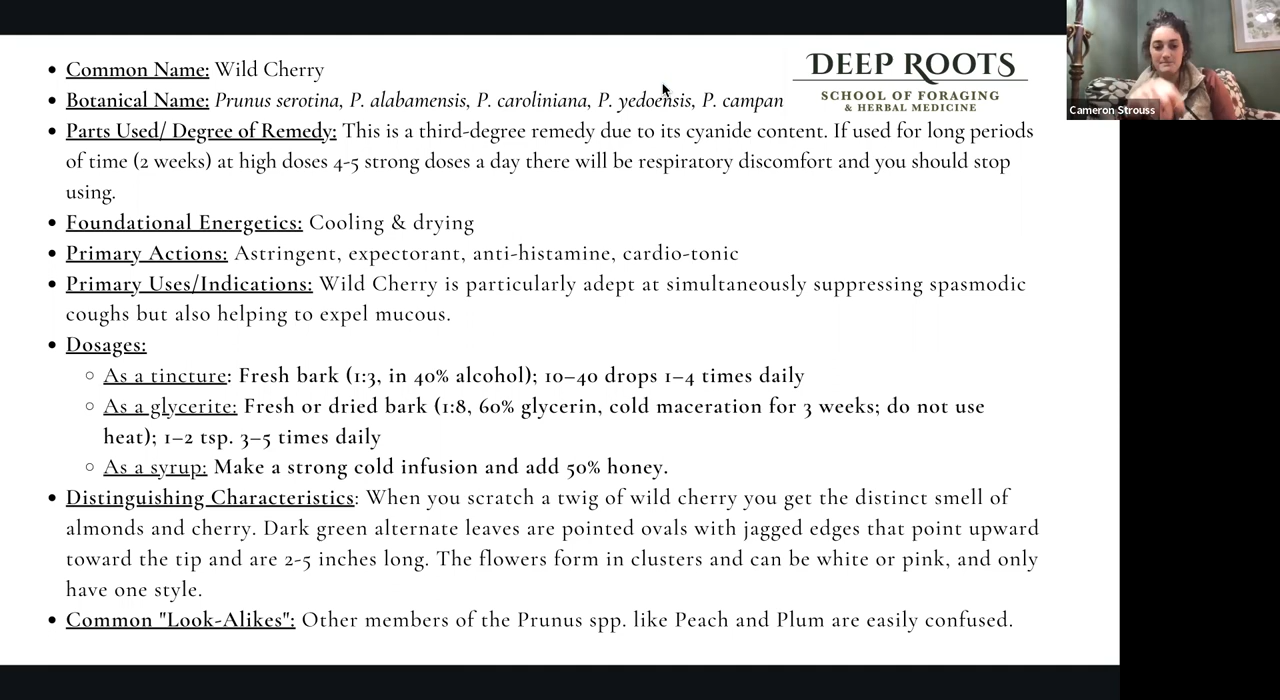 • Common Name: Wild Cherry
DEEP ROOTS
SCHOOL OF FORAGING
& HERBAL MEDICINE
Cameron Strouss
• Botanical Name: Prunus serotina, P. alabamensis, P. caroliniana, P. yedoensis, P. campan
• Parts Used/ Degree of Remedy: This is a third-degree remedy due to its cyanide content. If used for long periods
of time (2 weeks) at high doses 4-5 strong doses a day there will be respiratory discomfort and you should stop
using.
• Foundational Energetics: Cooling & drying
• Primary Actions: Astringent, expectorant, anti-histamine, cardio-tonic
• Primary Uses/Indications: Wild Cherry is particularly adept at simultaneously suppressing spasmodic
coughs but also helping to expel mucous.
• Dosages:
○ As a tincture: Fresh bark (1:3, in 40% alcohol); 10–40 drops 1–4 times daily
○ As a glycerite: Fresh or dried bark (1:8, 60% glycerin, cold maceration for 3 weeks; do not use
heat); 1–2 tsp. 3–5 times daily
○ As a syrup: Make a strong cold infusion and add 50% honey.
• Distinguishing Characteristics: When you scratch a twig of wild cherry you get the distinct smell of
almonds and cherry. Dark green alternate leaves are pointed ovals with jagged edges that point upward
toward the tip and are 2-5 inches long. The flowers form in clusters and can be white or pink, and only
have one style.
• Common "Look-Alikes": Other members of the Prunus spp. like Peach and Plum are easily confused.